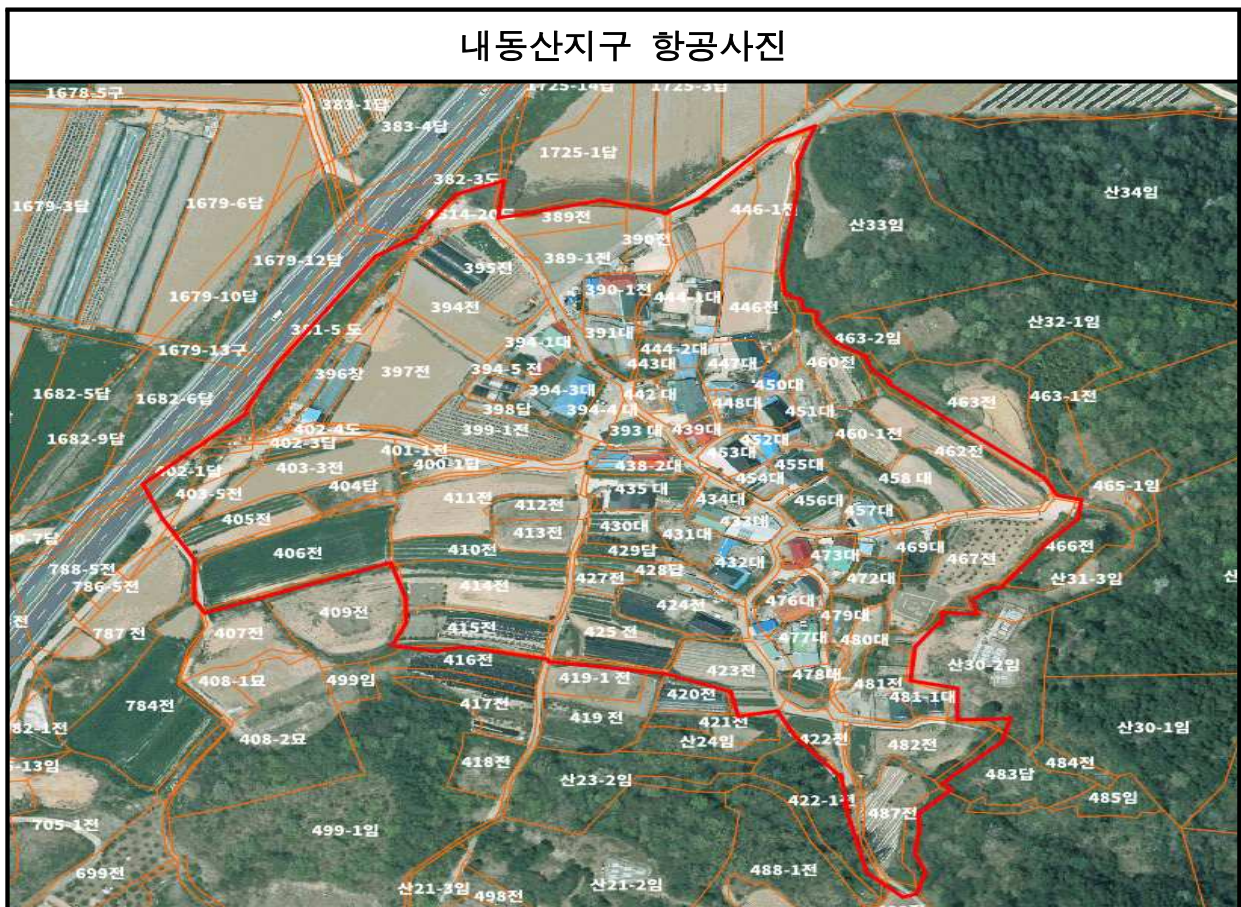 내동산지구 항공사진
1678-5구
383-1답
1725-14답
1725-3답
383-4답
1725-1답
382-3도
산34임
1679-3답
1679-6답
1614-20도
389전
446-1전
산33임
390전
1679-12답
389-1전
395전
1679-10답
390-1전
444-1대
394전
446전
산32-1임
381-5 도
391대
463-2임
394-1대
1679-13구
444-2대
443대
447대
460전
396창
397전
394-5 전
450대
1682-5답
1682-6답
394-3대
442 대
463전
463-1전
448대
398답
394-4 대
451대
402-4도
399-1전
393 대
439대
460-1전
1682-9답
402-3답
401-1전
452대
453대
462전
402-1답
403-3전
400-1답
438-2대
455대
454대
458 대
465-1임
403-5전
404답
435 대
411전
412전
434대
456대
405전
457대
433대
430대
413전
431대
469대
466전
406전
410전
429답
473대
467전
788-5전
428답
432대
472대
786-5전
427전
414전
산31-3임
476대
424전
409전
479대
415전
787 전
407전
425 전
477대
480대
416전
423전
산30-2임
478대
408-1묘
499임
419-1 전
481전
420전
481-1대
784전
417전
419 전
421전
산30-1임
408-2묘
산24임
422전
482전
418전
484전
산23-2임
483답
485임
422-1전
487전
705-1전
499-1임
488-1전
699전
산21-3임
산21-2임
498전